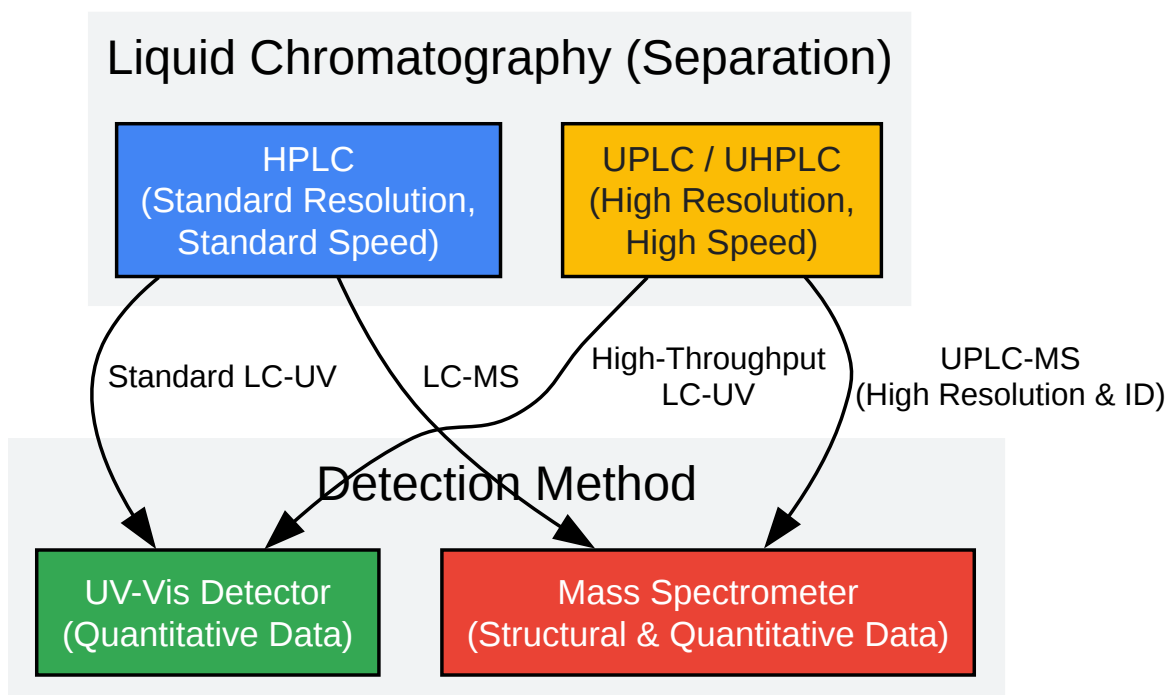 Liquid Chromatography (Separation)
HPLC
(Standard Resolution,
Standard Speed)
UPLC / UHPLC
(High Resolution,
High Speed)
Standard LC-UV
LC-MS
High-Throughput
LC-UV
UPLC-MS
(High Resolution & ID)
Detection Method
UV-Vis Detector
(Quantitative Data)
Mass Spectrometer
(Structural & Quantitative Data)